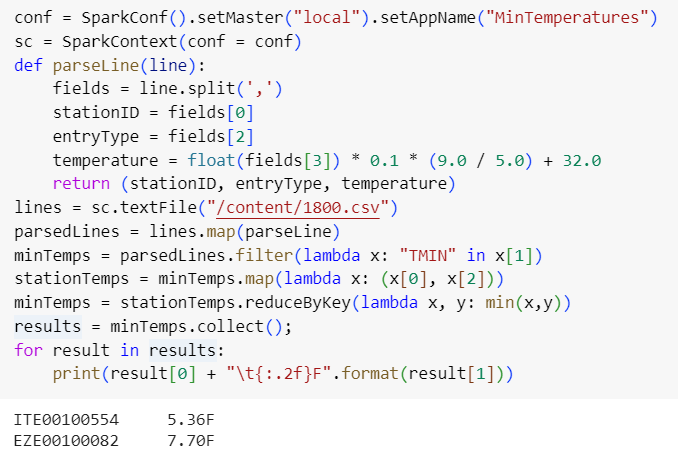 conf = SparkConf().setMaster("local").setAppName("MinTemperatures")
sc = SparkContext(conf = conf)
def parseLine(line):
    fields = line.split(',')
    stationID = fields[0]
    entryType = fields[2]
    temperature = float(fields[3]) * 0.1 * (9.0 / 5.0) + 32.0
    return (stationID, entryType, temperature)
lines = sc.textFile("/content/1800.csv")
parsedLines = lines.map(parseLine)
minTemps = parsedLines.filter(lambda x: "TMIN" in x[1])
stationTemps = minTemps.map(lambda x: (x[0], x[2]))
minTemps = stationTemps.reduceByKey(lambda x, y: min(x,y))
results = minTemps.collect();
for result in results:
    print(result[0] + "\t{:.2f}F".format(result[1]))
ITE00100554	5.36F
EZE00100082	7.70F